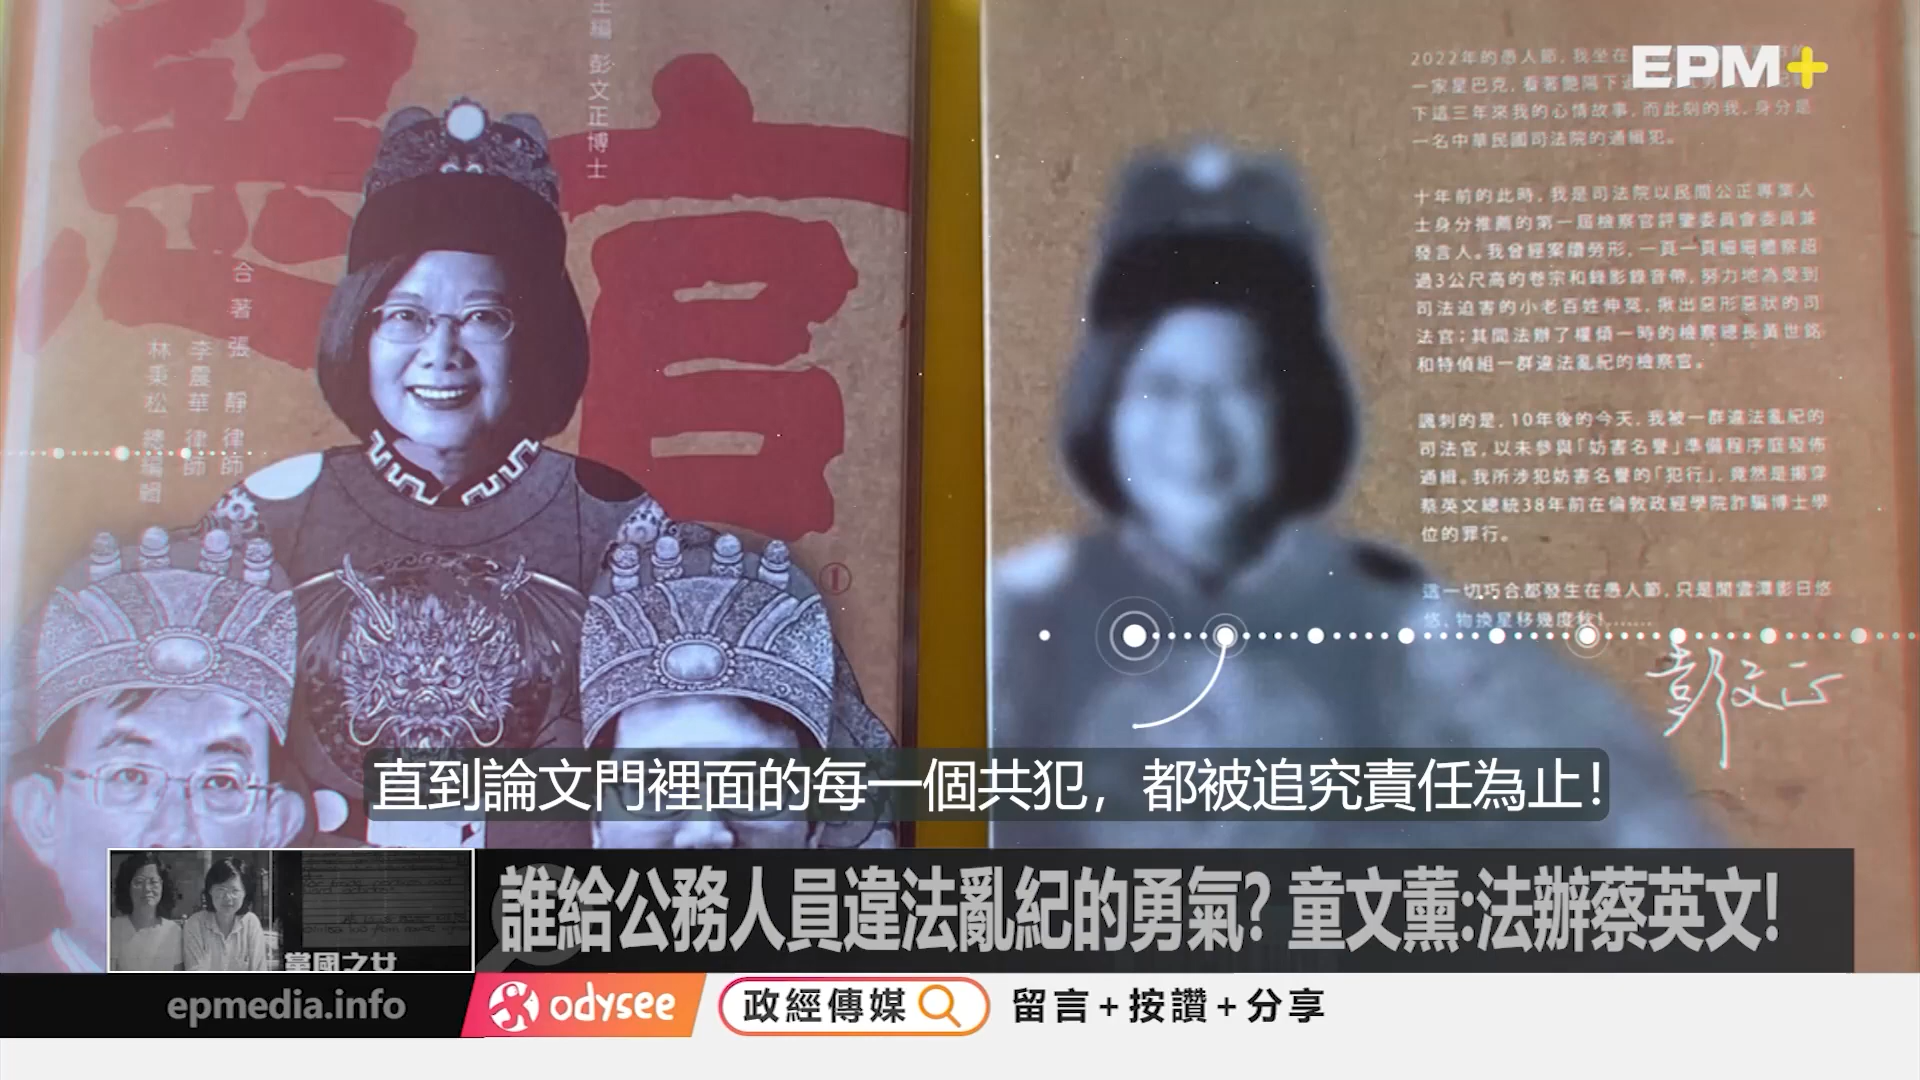 惡官
主編 彭文正博士
合著 張靜 律師
李震華 律師
林秉松 總編輯
①
EPM+
2022年的愚人節，我坐在
一家星巴克，看著艷陽下
下這三年來我的心情故事，而此刻的我，身分是
一名中華民國司法院的通緝犯。
十年前的此時，我是司法院以民間公正專業人
士身分推薦的第一屆檢察官評鑒委員會委員兼
發言人。我曾經案牘勞形，一頁一頁細細體察超
過3公尺高的卷宗和錄影錄音帶，努力地為受到
司法迫害的小老百姓伸冤，揪出惡形惡狀的司
法官；其間法辦了權傾一時的檢察總長黃世銘
和特偵組一群違法亂紀的檢察官。
諷刺的是，10年後的今天，我被一群違法亂紀的
司法官，以未參與「妨害名譽」準備程序庭發佈
通緝。我所涉犯妨害名譽的「犯行」，竟然是揭穿
蔡英文總統38年前在倫敦政經學院詐騙博士學
位的罪行。
這一切巧合都發生在愚人節，只是閒雲潭影日悠
悠，物換星移幾度秋！......
彭文正
直到論文門裡面的每一個共犯，都被追究責任為止！
誰給公務人員違法亂紀的勇氣？童文薰:法辦蔡英文!
黨國之女
epmedia.info
odysee
政經傳媒
留言+按讚+分享